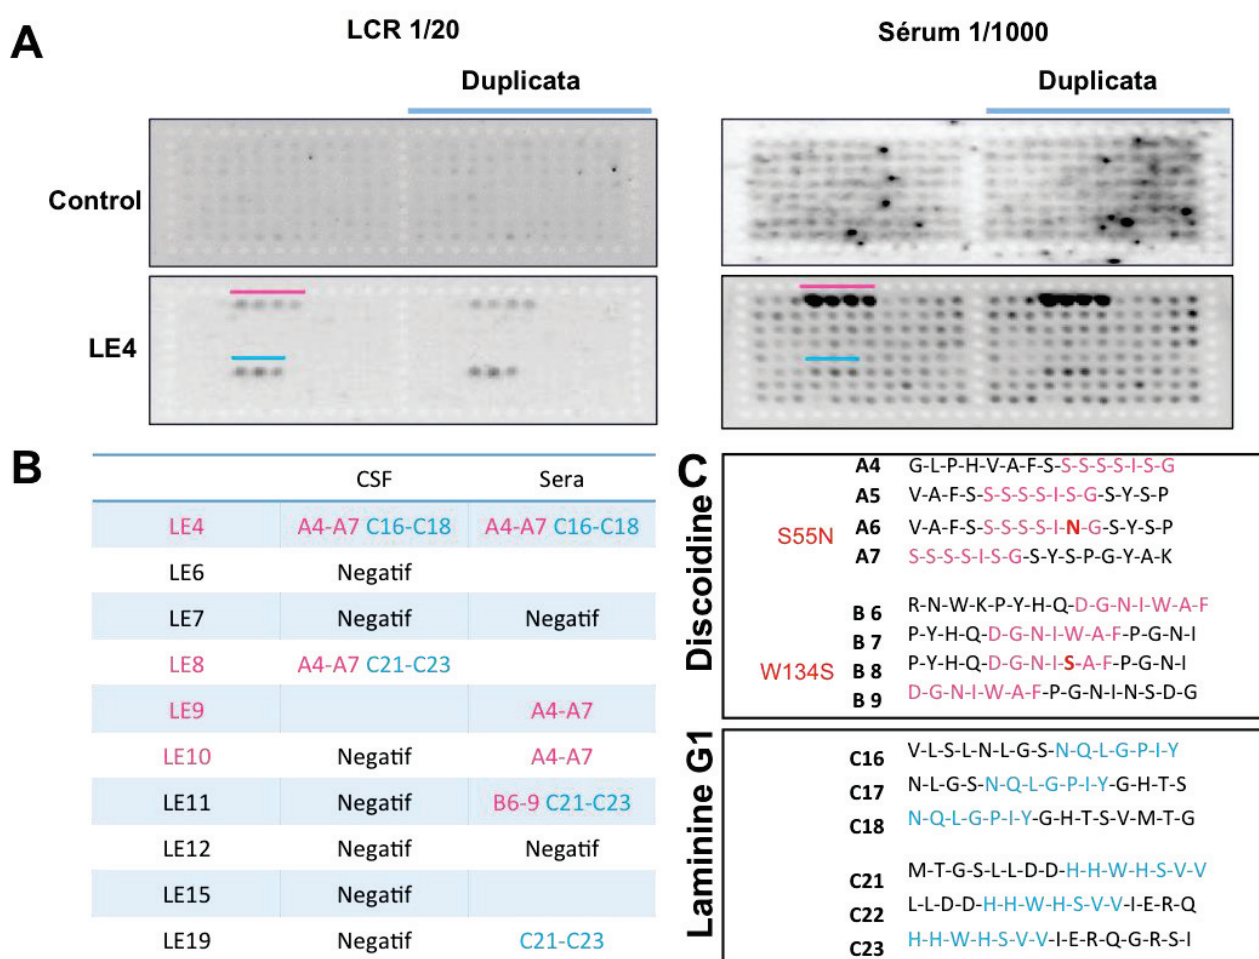 A
LCR 1/20
Sérum 1/1000
Duplicata
Duplicata
Control
LE4
B
CSF Sera
LE4 A4-A7 C16-C18 A4-A7 C16-C18
LE6 Negatif
LE7 Negatif Negatif
LE8 A4-A7 C21-C23
LE9 A4-A7
LE10 Negatif A4-A7
LE11 Negatif B6-9 C21-C23
LE12 Negatif Negatif
LE15 Negatif
LE19 Negatif C21-C23
C
Discoidine
A4 G-L-P-H-V-A-F-S-S-S-S-S-I-S-G
A5 V-A-F-S-S-S-S-S-I-S-G-S-Y-S-P
S55N A6 V-A-F-S-S-S-S-S-I-N-G-S-Y-S-P
A7 S-S-S-S-I-S-G-S-Y-S-P-G-Y-A-K
B 6 R-N-W-K-P-Y-H-Q-D-G-N-I-W-A-F
B 7 P-Y-H-Q-D-G-N-I-W-A-F-P-G-N-I
W134S B 8 P-Y-H-Q-D-G-N-I-S-A-F-P-G-N-I
B 9 D-G-N-I-W-A-F-P-G-N-I-N-S-D-G
Laminine G1
C16 V-L-S-L-N-L-G-S-N-Q-L-G-P-I-Y
C17 N-L-G-S-N-Q-L-G-P-I-Y-G-H-T-S
C18 N-Q-L-G-P-I-Y-G-H-T-S-V-M-T-G
C21 M-T-G-S-L-L-D-D-H-H-W-H-S-V-V
C22 L-L-D-D-H-H-W-H-S-V-V-I-E-R-Q
C23 H-H-W-H-S-V-V-I-E-R-Q-G-R-S-I